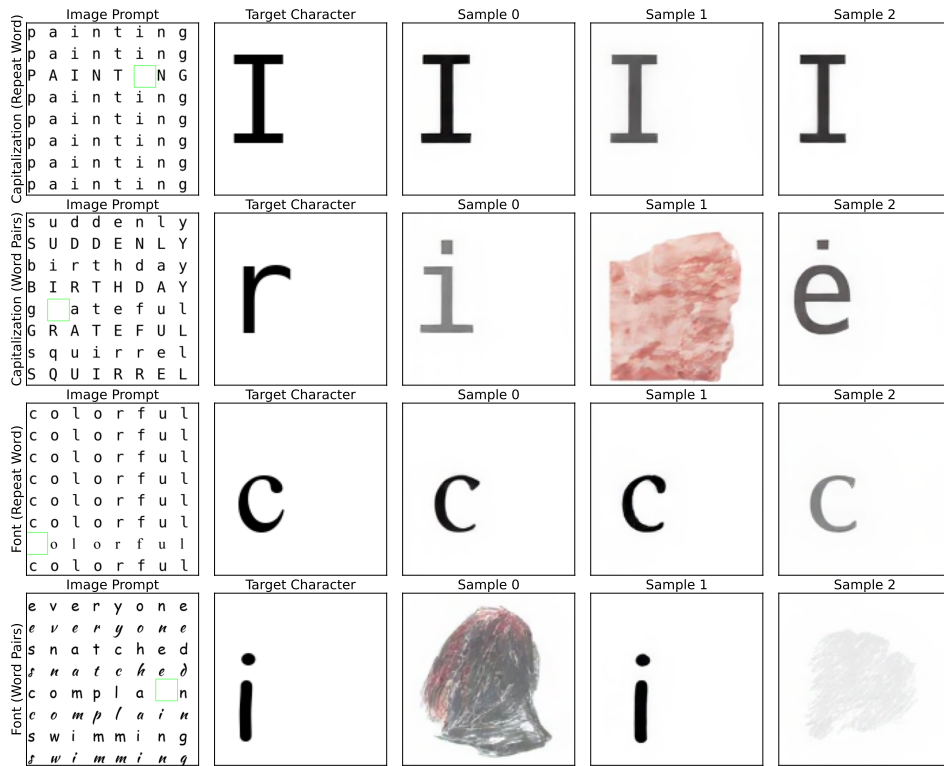 Image Prompt Target Character Sample 0 Sample 1 Sample 2
Capitalization (Repeat Word)
p a i n t i n g
p a i n t i n g
P A I N T N G
p a i n t i n g
p a i n t i n g
p a i n t i n g
p a i n t i n g
p a i n t i n g
I I I I
Image Prompt Target Character Sample 0 Sample 1 Sample 2
Capitalization (Word Pairs)
s u d d e n l y
S U D D E N L Y
b i r t h d a y
B I R T H D A Y
g a t e f u l
G R A T E F U L
s q u i r r e l
S Q U I R R E L
r i ė
Image Prompt Target Character Sample 0 Sample 1 Sample 2
Font (Repeat Word)
c o l o r f u l
c o l o r f u l
c o l o r f u l
c o l o r f u l
c o l o r f u l
c o l o r f u l
o l o r f u l
c o l o r f u l
c c c c
Image Prompt Target Character Sample 0 Sample 1 Sample 2
Font (Word Pairs)
e v e r y o n e
e v e r y o n e
s n a t c h e d
s n a t c h e d
c o m p l a n
c o m p l a i n
s w i m m i n g
s w i m m i n g
i i